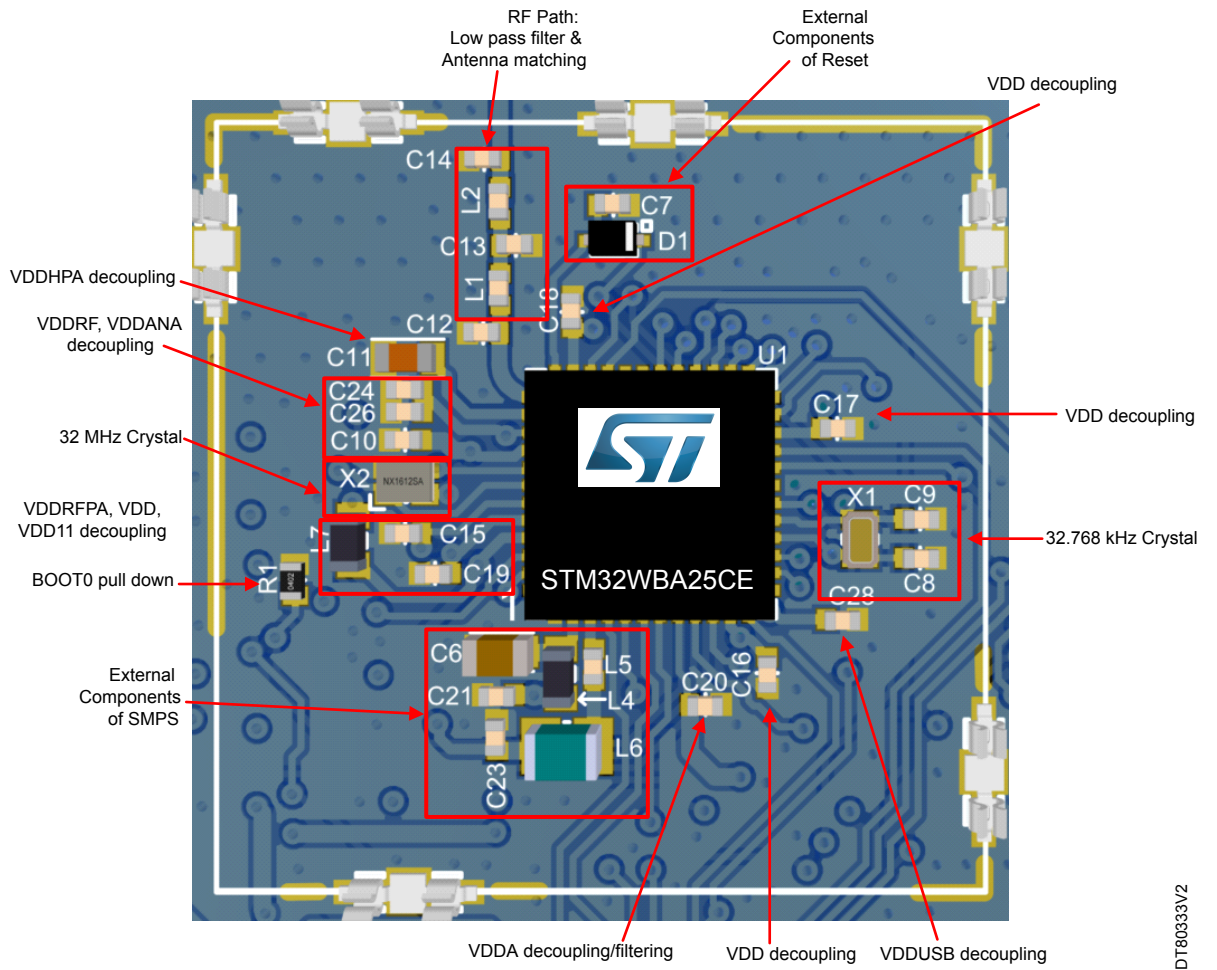 RF Path:
Low pass filter &
Antenna matching
External
Components
of Reset
VDD decoupling
C14
L2
C7
D1
C13
VDDHPA decoupling
L1
C18
VDDRF, VDDANA
decoupling
C12
C11
U1
C24
C26
C17
VDD decoupling
32 MHz Crystal
C10
ST
X2
NX1612SA
VDDRFPA, VDD,
VDD11 decoupling
X1
C9
L7
C15
32.768 kHz Crystal
BOOT0 pull down
R1
0402
C19
STM32WBA25CE
C8
C28
External
Components
of SMPS
C6
L5
C16
C21
L4
C20
C23
L6
VDDA decoupling/filtering
VDD decoupling
VDDUSB decoupling
DT80333V2